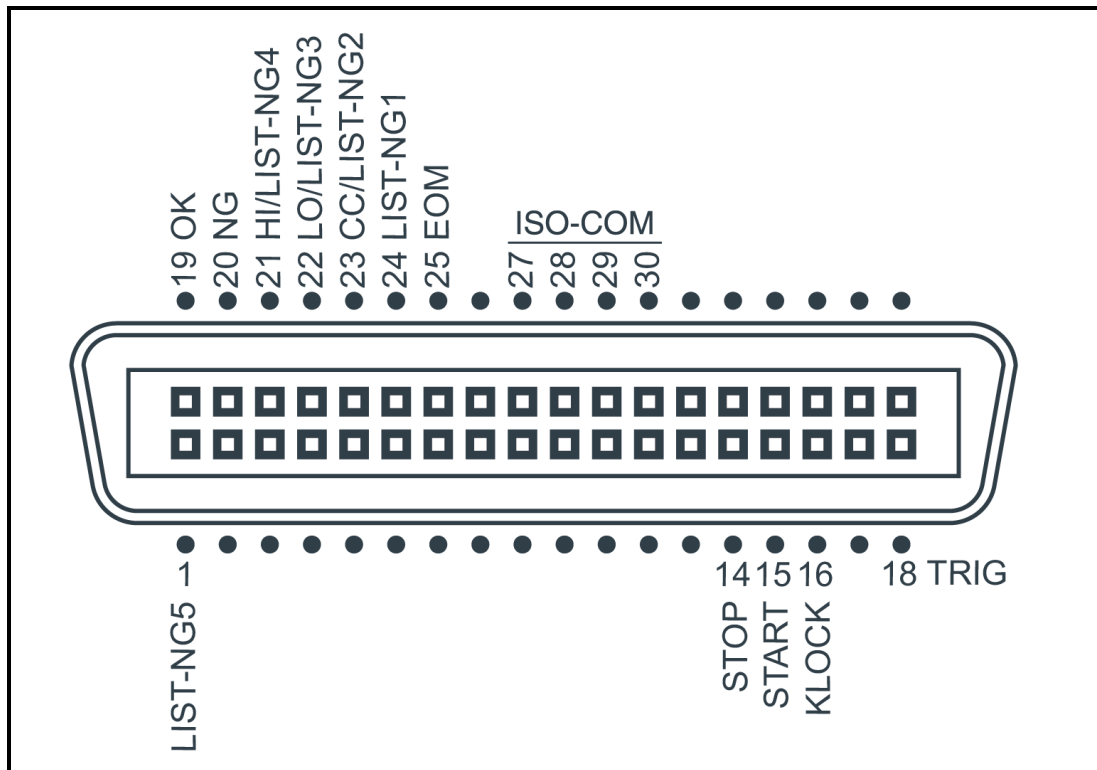 19 OK
20 NG
21 HI/LIST-NG4
22 LO/LIST-NG3
23 CC/LIST-NG2
24 LIST-NG1
25 EOM
ISO-COM
27
28
29
30
1
LIST-NG5
14
STOP
15
START
16
KLOCK
18 TRIG